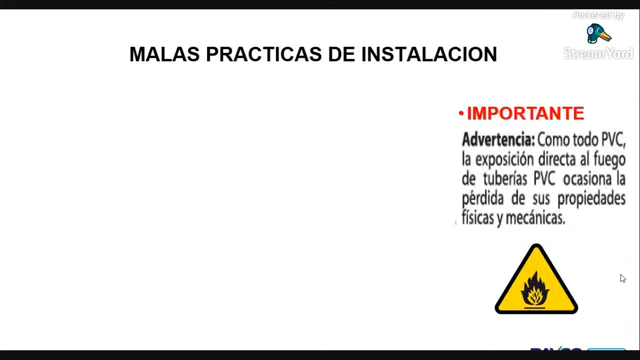 Powered by
StreamYard
MALAS PRACTICAS DE INSTALACION
• IMPORTANTE
Advertencia: Como todo PVC,
la exposición directa al fuego
de tuberías PVC ocasiona la
pérdida de sus propiedades
físicas y mecánicas.